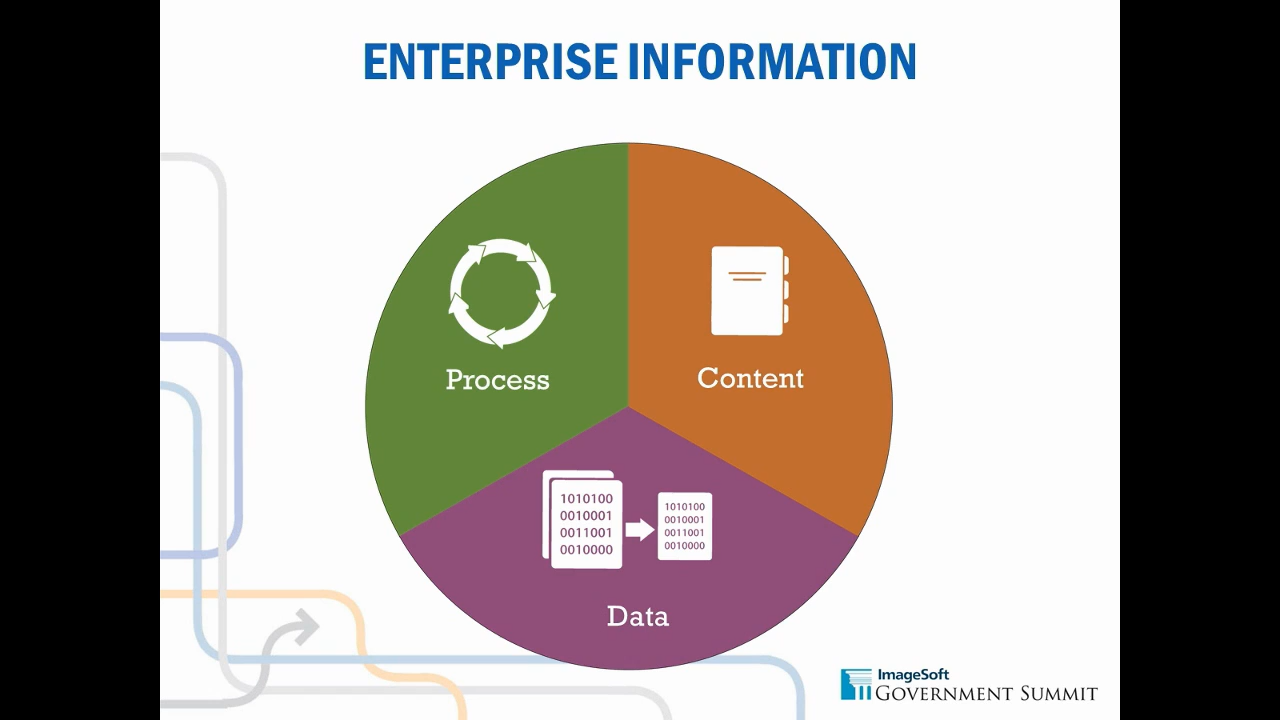 ENTERPRISE INFORMATION
Process
Content
1010100
0010001
0011001
0010000
1010100
0010001
0011001
0010000
Data
ImageSoft
GOVERNMENT SUMMIT